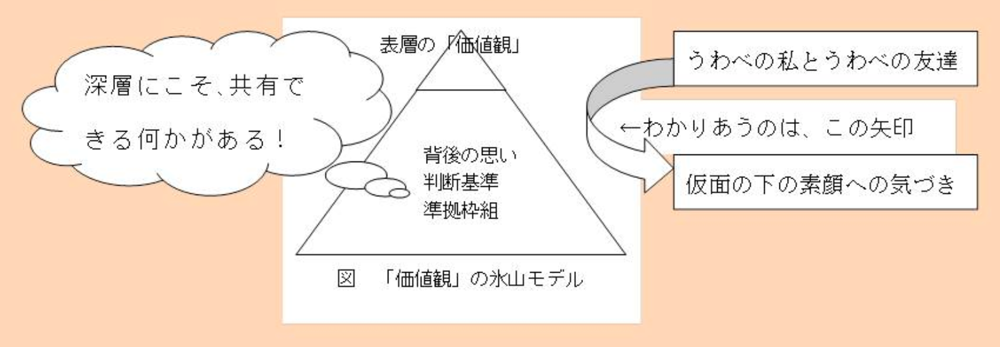 表層の「価値観」
深層にこそ、共有で
きる何かがある！
背後の思い
判断基準
準拠枠組
図　「価値観」の氷山モデル
うわべの私とうわべの友達
←わかりあうのは、この矢印
仮面の下の素顔への気づき